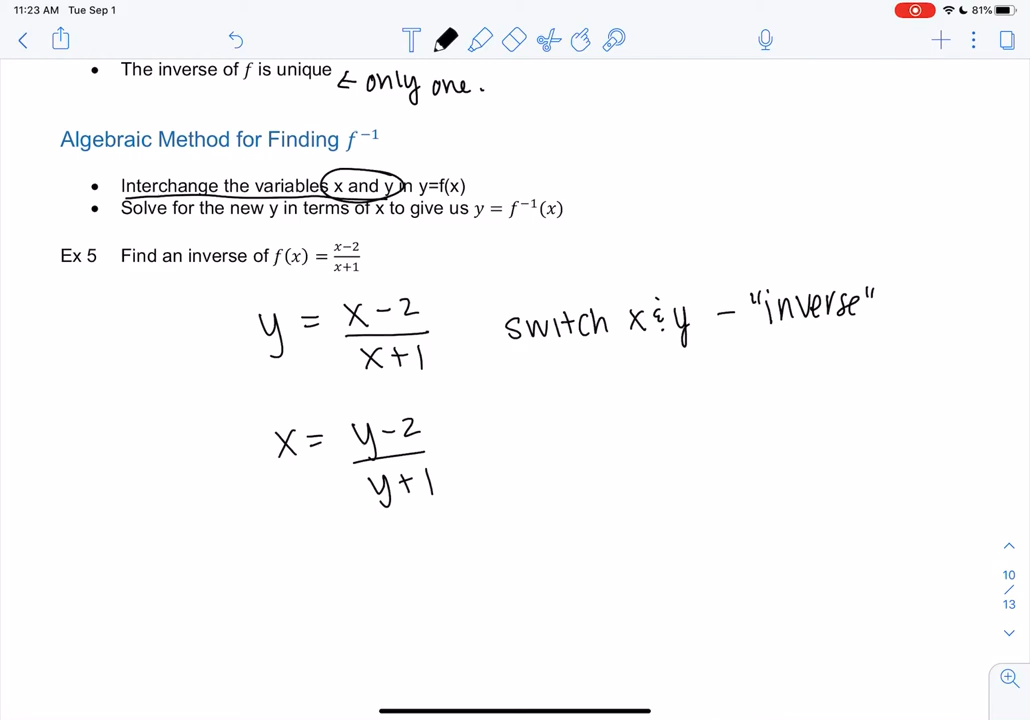 11:23 AM Tue Sep 1 81%
• The inverse of f is unique ← only one.
Algebraic Method for Finding f⁻¹
• Interchange the variables x and y in y=f(x)
• Solve for the new y in terms of x to give us y = f⁻¹(x)
Ex 5 Find an inverse of f(x) = (x−2)/(x+1)
y = (x-2)/(x+1) switch x & y - "inverse"
x = (y-2)/(y+1)
10
/
13